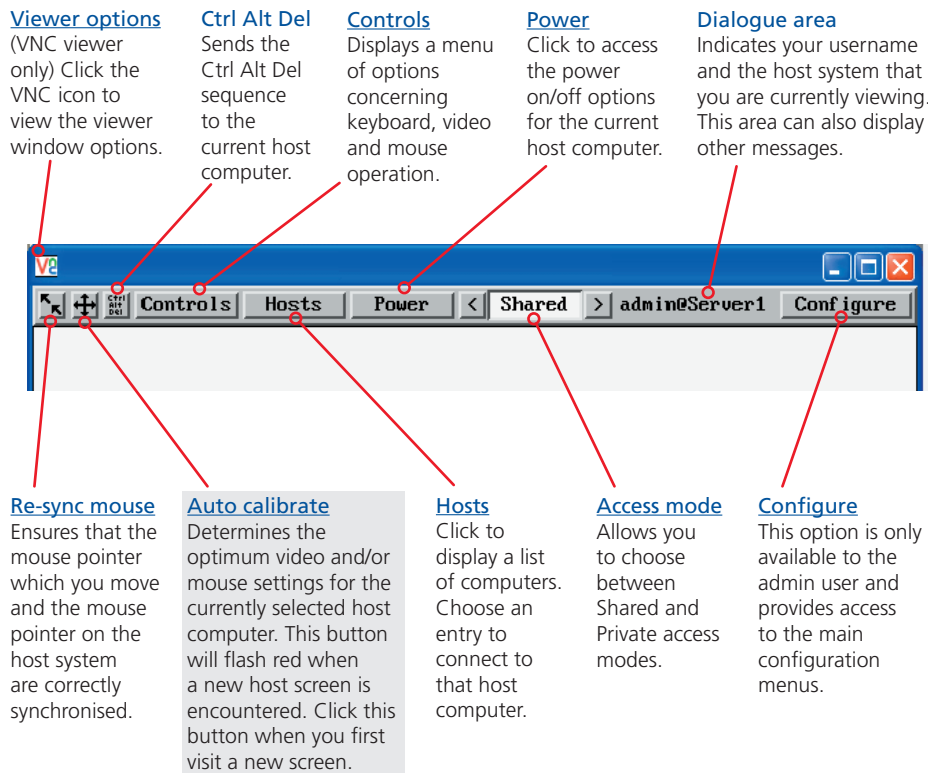 Viewer options
(VNC viewer
only) Click the
VNC icon to
view the viewer
window options.
Ctrl Alt Del
Sends the
Ctrl Alt Del
sequence
to the
current host
computer.
Controls
Displays a menu
of options
concerning
keyboard, video
and mouse
operation.
Power
Click to access
the power
on/off options
for the current
host computer.
Dialogue area
Indicates your username
and the host system that
you are currently viewing.
This area can also display
other messages.
Ctrl
Alt
Del
Controls
Hosts
Power
<
Shared
>
admin@Server1
Configure
Re-sync mouse
Ensures that the
mouse pointer
which you move
and the mouse
pointer on the
host system
are correctly
synchronised.
Auto calibrate
Determines the
optimum video and/or
mouse settings for the
currently selected host
computer. This button
will flash red when
a new host screen is
encountered. Click this
button when you first
visit a new screen.
Hosts
Click to
display a list
of computers.
Choose an
entry to
connect to
that host
computer.
Access mode
Allows you
to choose
between
Shared and
Private access
modes.
Configure
This option is only
available to the
admin user and
provides access
to the main
configuration
menus.